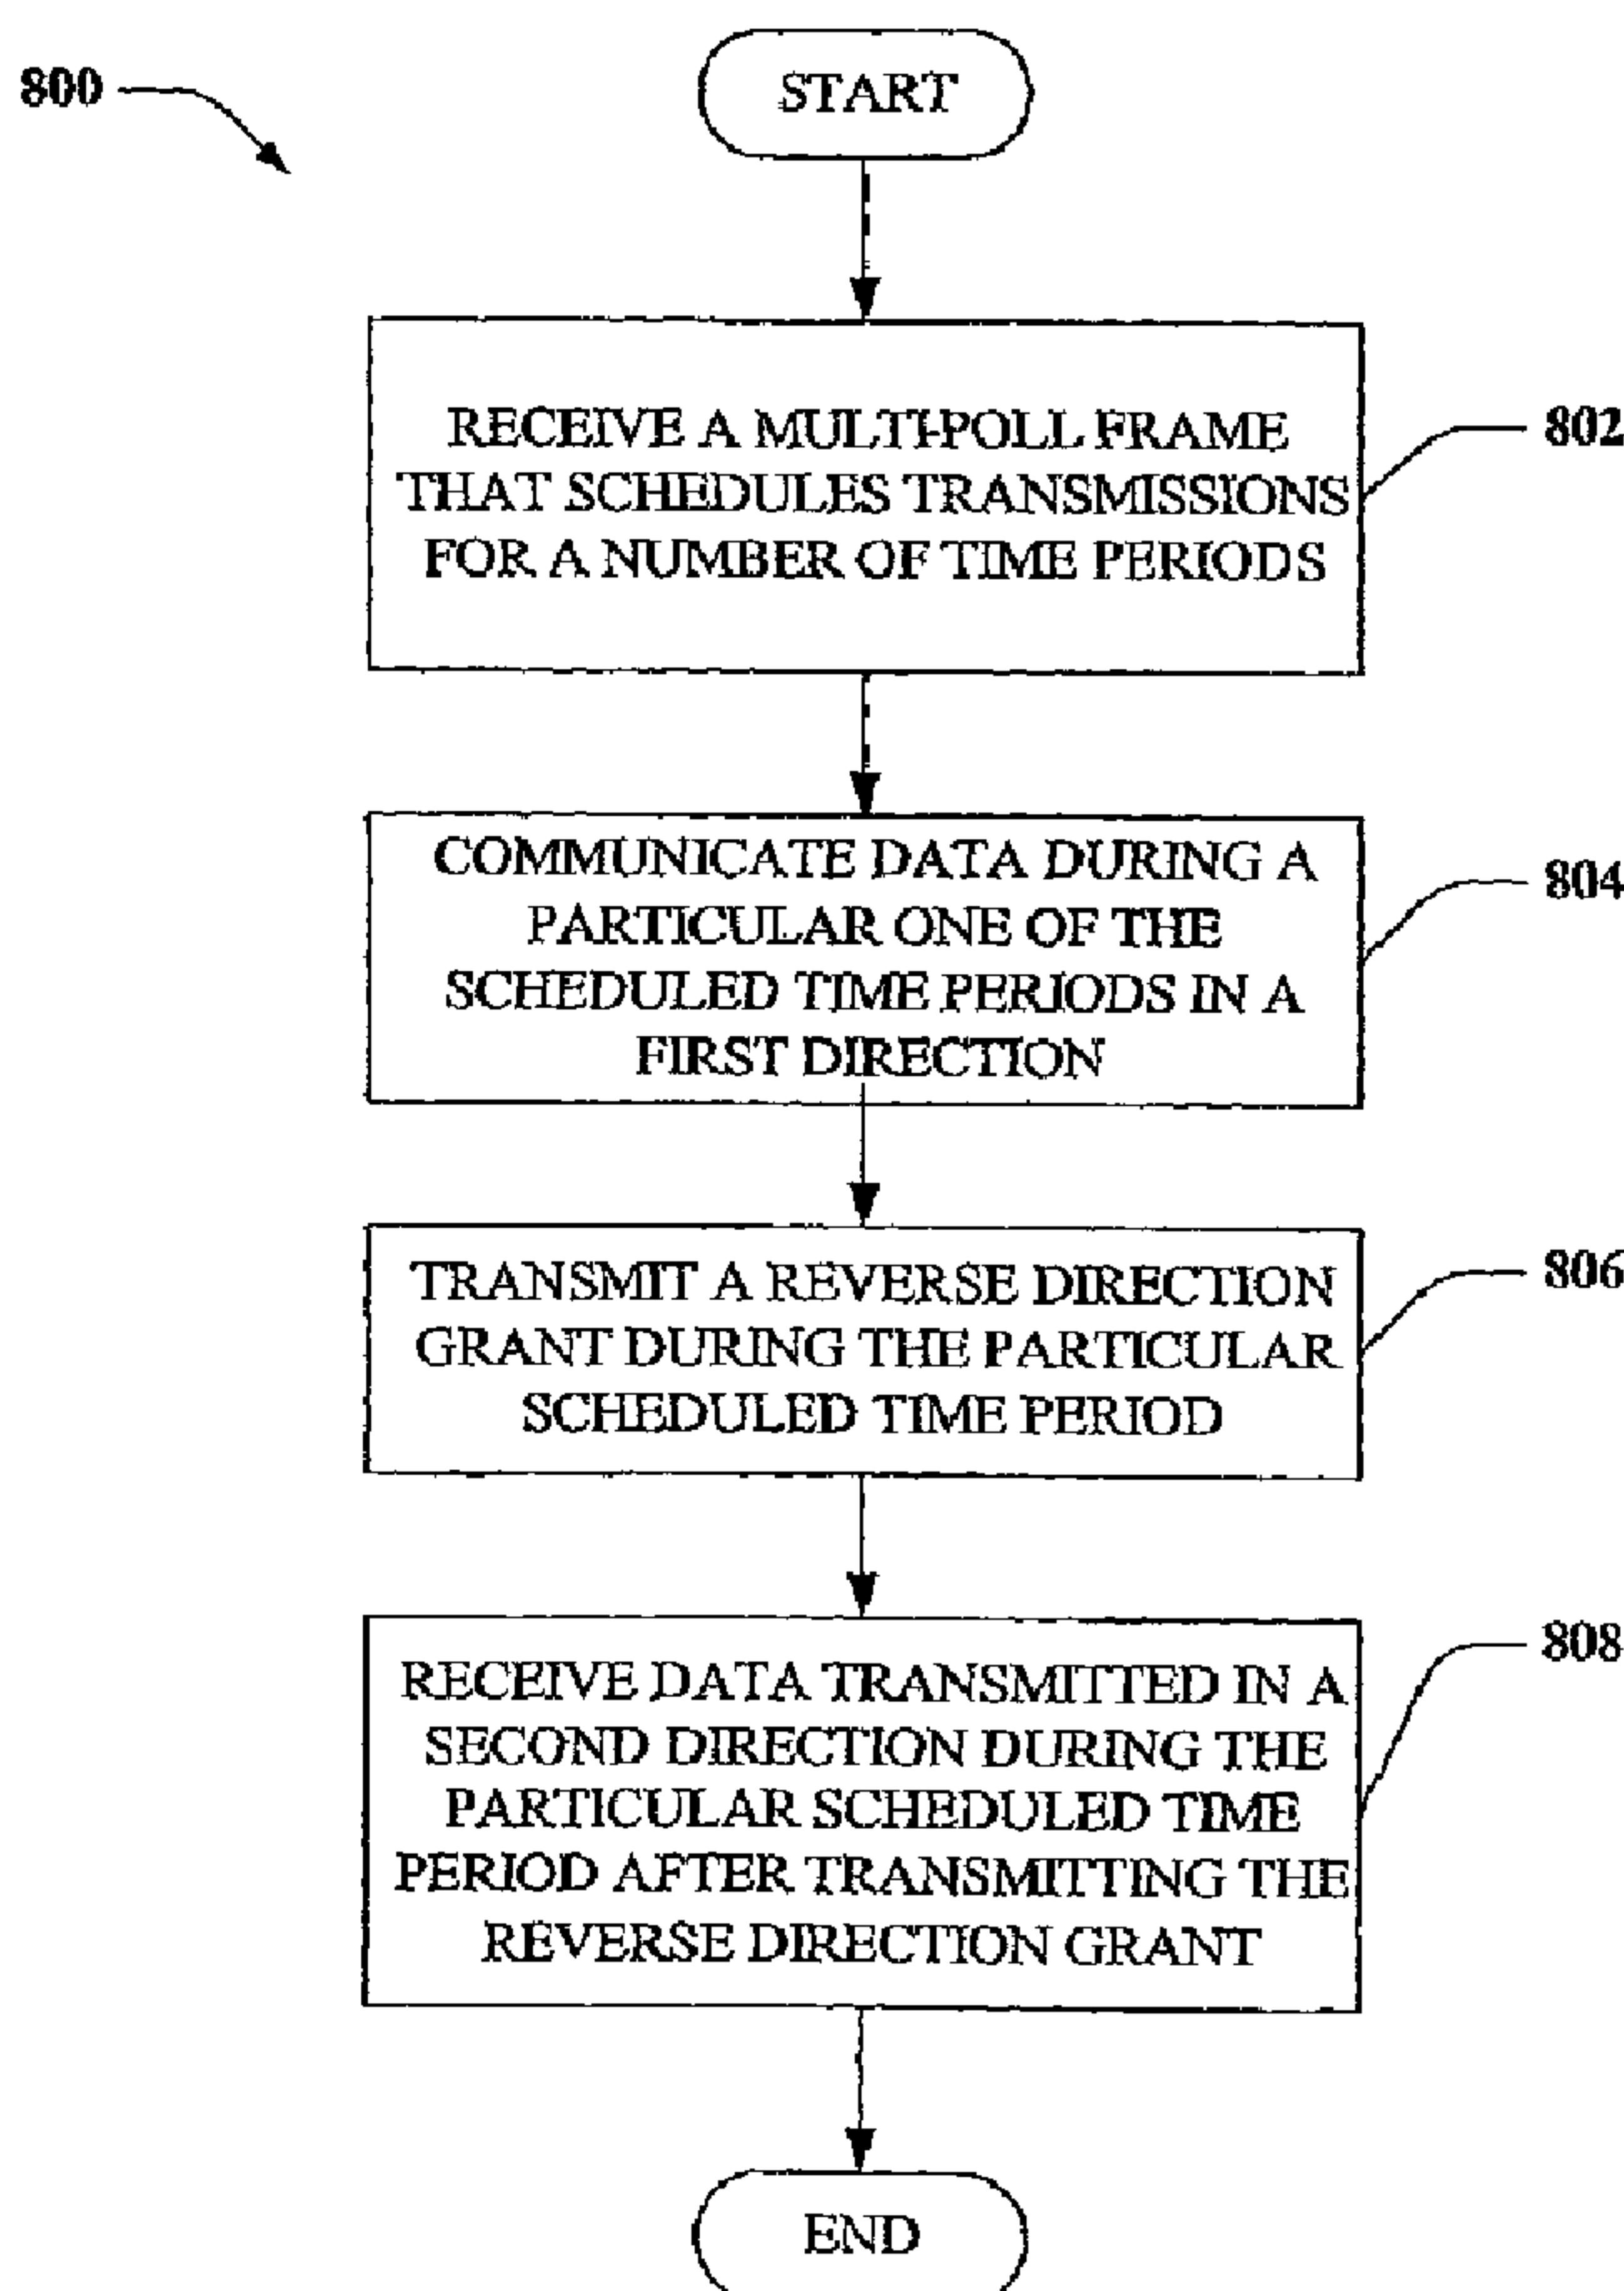 800
START
RECEIVE A MULTI-POLL FRAME
THAT SCHEDULES TRANSMISSIONS
FOR A NUMBER OF TIME PERIODS
802
COMMUNICATE DATA DURING A
PARTICULAR ONE OF THE
SCHEDULED TIME PERIODS IN A
FIRST DIRECTION
804
TRANSMIT A REVERSE DIRECTION
GRANT DURING THE PARTICULAR
SCHEDULED TIME PERIOD
806
RECEIVE DATA TRANSMITTED IN A
SECOND DIRECTION DURING THE
PARTICULAR SCHEDULED TIME
PERIOD AFTER TRANSMITTING THE
REVERSE DIRECTION GRANT
808
END